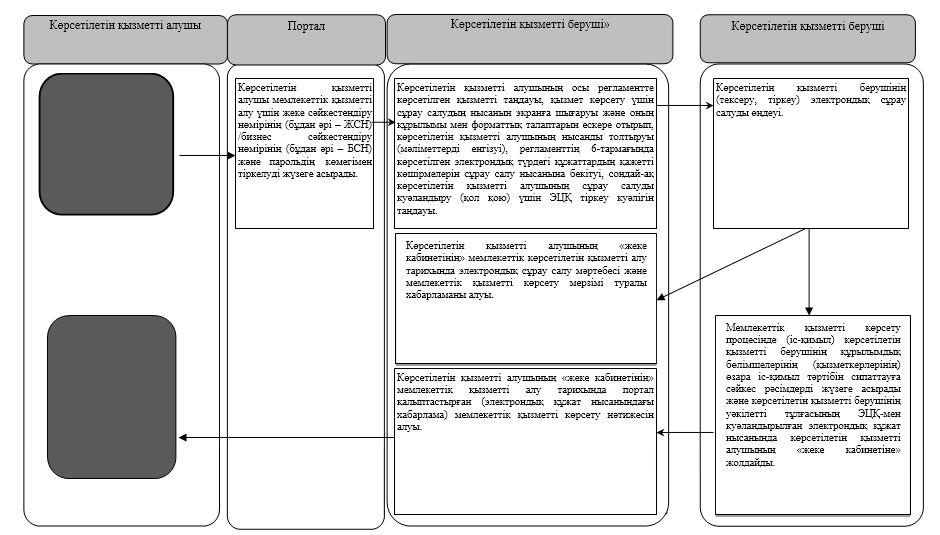 Көрсетілетін қызметті алушы
Портал
Көрсетілетін қызметті беруші»
Көрсетілетін қызметті беруші
Көрсетілетін қызметті
алушы мемлекеттік қызметті
алу үшін жеке сәйкестендіру
нөмірінің (бұдан әрі – ЖСН)
/бизнес сәйкестендіру
нөмірінің (бұдан әрі – БСН)
және парольдің көмегімен
тіркелуді жүзеге асырады.
Көрсетілетін қызметті алушының осы регламентте
көрсетілген қызметті таңдауы, қызмет көрсету үшін
сұрау салудың нысанын экранға шығаруы және оның
құрылымы мен форматтық талаптарын ескере отырып,
көрсетілетін қызметті алушының нысанды толтыруы
(мәліметтерді енгізуі), регламенттің 6-тармағында
көрсетілген электрондық түрдегі құжаттардың қажетті
көшірмелерін сұрау салу нысанына бекітуі, сондай-ақ
көрсетілетін қызметті алушының сұрау салуды
куәландыру (қол қою) үшін ЭЦҚ тіркеу куәлігін
таңдауы.
Көрсетілетін қызметті берушінің
(тексеру, тіркеу) электрондық сұрау
салуды өңдеуі.
Көрсетілетін қызметті алушының «жеке
кабинетінің» мемлекеттік көрсетілетін қызметті алу
тарихында электрондық сұрау салу мәртебесі және
мемлекеттік қызметті көрсету мерзімі туралы
хабарламаны алуы.
Көрсетілетін қызметті алушының «жеке кабинетінің»
мемлекеттік қызметті алу тарихында портал
қалыптастырған (электрондық құжат нысанындағы
хабарлама) мемлекеттік қызметті көрсету нәтижесін
алуы.
Мемлекеттік қызметті көрсету
процесінде (іс-қимыл) көрсетілетін
қызметті берушінің құрылымдық
бөлімшелерінің (қызметкерлерінің)
өзара іс-қимыл тәртібін сипаттауға
сәйкес рәсімдерді жүзеге асырады
және көрсетілетін қызметті берушінің
уәкілетті тұлғасының ЭЦҚ-мен
куәландырылған электрондық құжат
нысанында көрсетілетін қызметті
алушының «жеке кабинетіне»
жолдайды.